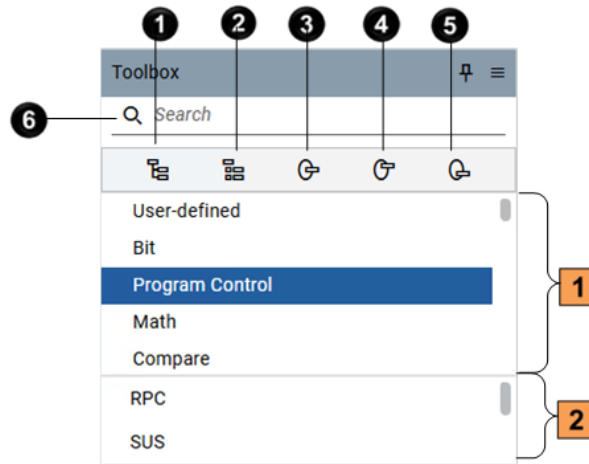 1 2 3 4 5
Toolbox
6 Search
User-defined
Bit
Program Control
1
Math
Compare
RPC
2
SUS